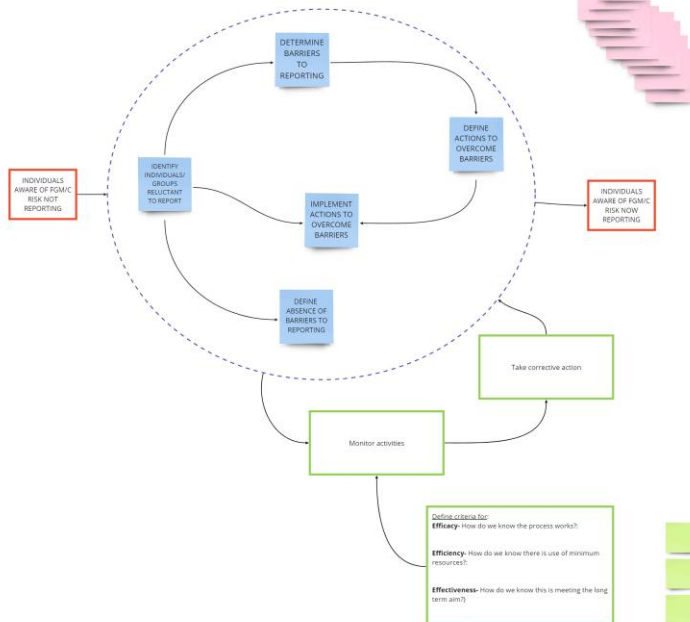 DETERMINE
BARRIERS
TO
REPORTING
DEFINE
ACTIONS TO
OVERCOME
BARRIERS
IDENTIFY
INDIVIDUALS/
GROUPS
RELUCTANT
TO REPORT
INDIVIDUALS
AWARE OF FGM/C
RISK NOT
REPORTING
IMPLEMENT
ACTIONS TO
OVERCOME
BARRIERS
INDIVIDUALS
AWARE OF FGM/C
RISK NOW
REPORTING
DEFINE
ABSENCE OF
BARRIERS TO
REPORTING
Take corrective action
Monitor activities
Define criteria for:
Efficacy- How do we know the process works?:
Efficiency- How do we know there is use of minimum
resources?:
Effectiveness- How do we know this is meeting the long
term aim?)